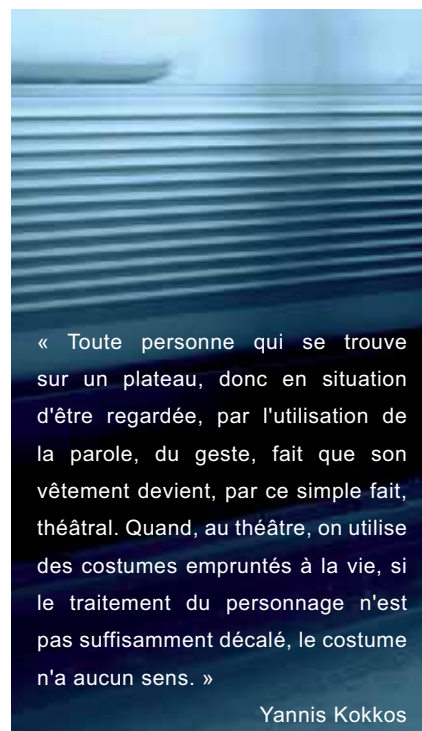 « Toute personne qui se trouve
sur un plateau, donc en situation
d'être regardée, par l'utilisation de
la parole, du geste, fait que son
vêtement devient, par ce simple fait,
théâtral. Quand, au théâtre, on utilise
des costumes empruntés à la vie, si
le traitement du personnage n'est
pas suffisamment décalé, le costume
n'a aucun sens. »
Yannis Kokkos